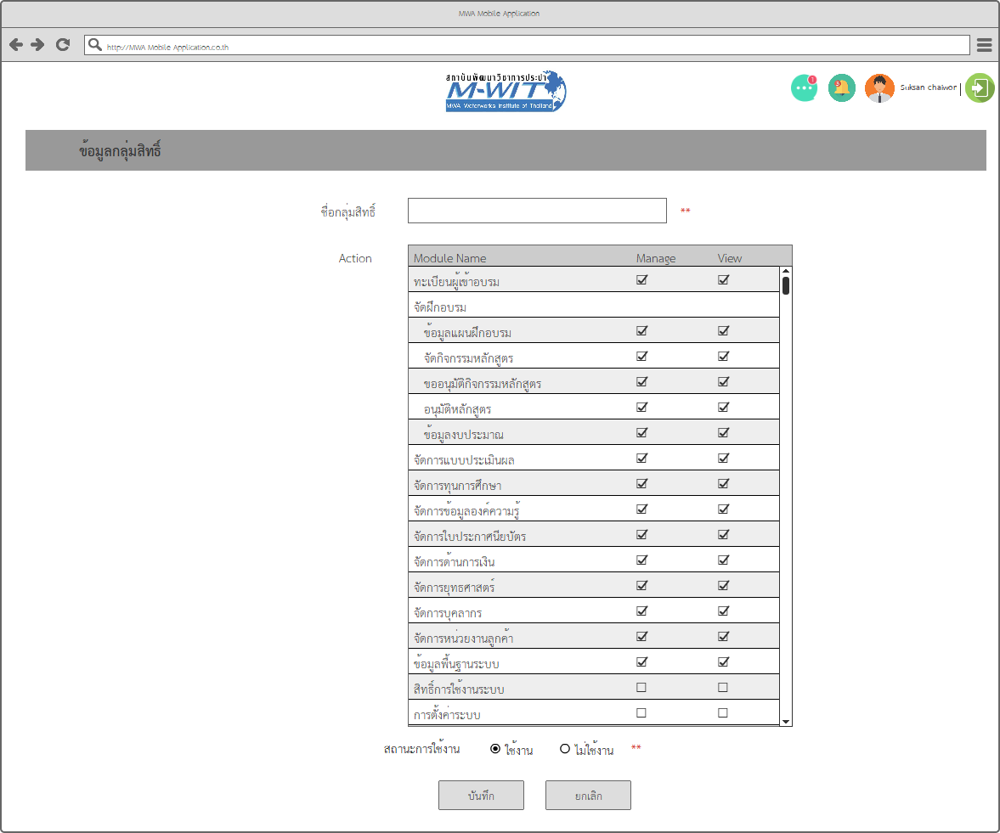 MWA Mobile Application
http://MWA Mobile Application.co.th
สถาบันพัฒนาวิชาการประปา
M-WIT
MWA Waterworks Institute of Thailand
1
3
Suksan chaiwon
ข้อมูลกลุ่มสิทธิ์
ชื่อกลุ่มสิทธิ์ **
Action
Module Name Manage View
ทะเบียนผู้เข้าอบรม
จัดฝึกอบรม
ข้อมูลแผนฝึกอบรม
จัดกิจกรรมหลักสูตร
ขออนุมัติกิจกรรมหลักสูตร
อนุมัติหลักสูตร
ข้อมูลงบประมาณ
จัดการแบบประเมินผล
จัดการทุนการศึกษา
จัดการข้อมูลองค์ความรู้
จัดการใบประกาศนียบัตร
จัดการด้านการเงิน
จัดการยุทธศาสตร์
จัดการบุคลากร
จัดการหน่วยงานลูกค้า
ข้อมูลพื้นฐานระบบ
สิทธิ์การใช้งานระบบ
การตั้งค่าระบบ
สถานะการใช้งาน ใช้งาน ไม่ใช้งาน **
บันทึก ยกเลิก